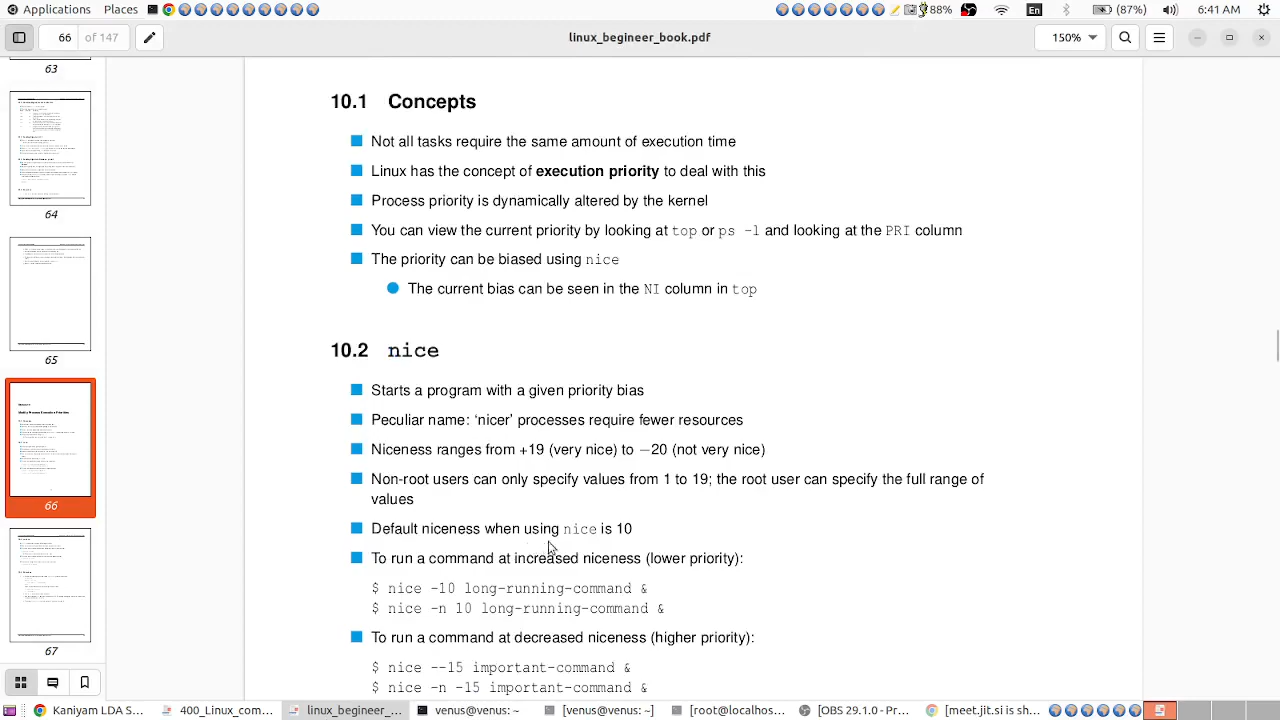 Applications Places 88% En (87%) 6:41 AM
66 of 147 linux_begineer_book.pdf 150%
63
64
65
66
67
10.1 Concepts
Not all tasks require the same amount of execution time
Linux has the concept of execution priority to deal with this
Process priority is dynamically altered by the kernel
You can view the current priority by looking at top or ps -l and looking at the PRI column
The priority can be biased using nice
The current bias can be seen in the NI column in top
10.2 nice
Starts a program with a given priority bias
Peculiar name: ‘nicer’ processes require fewer resources
Niceness ranges from +19 (very nice) to −20 (not very nice)
Non-root users can only specify values from 1 to 19; the root user can specify the full range of
values
Default niceness when using nice is 10
To run a command at increased niceness (lower priority):
$ nice -10 long-running-command &
$ nice -n 10 long-running-command &
To run a command at decreased niceness (higher priority):
$ nice --15 important-command &
$ nice -n -15 important-command &
Kaniyam LDA S... 400_Linux_com... linux_begineer_... venus@venus: ~ [venus@venus: ~] [root@localhos... [OBS 29.1.0 - Pr... [meet.jit.si is sh...